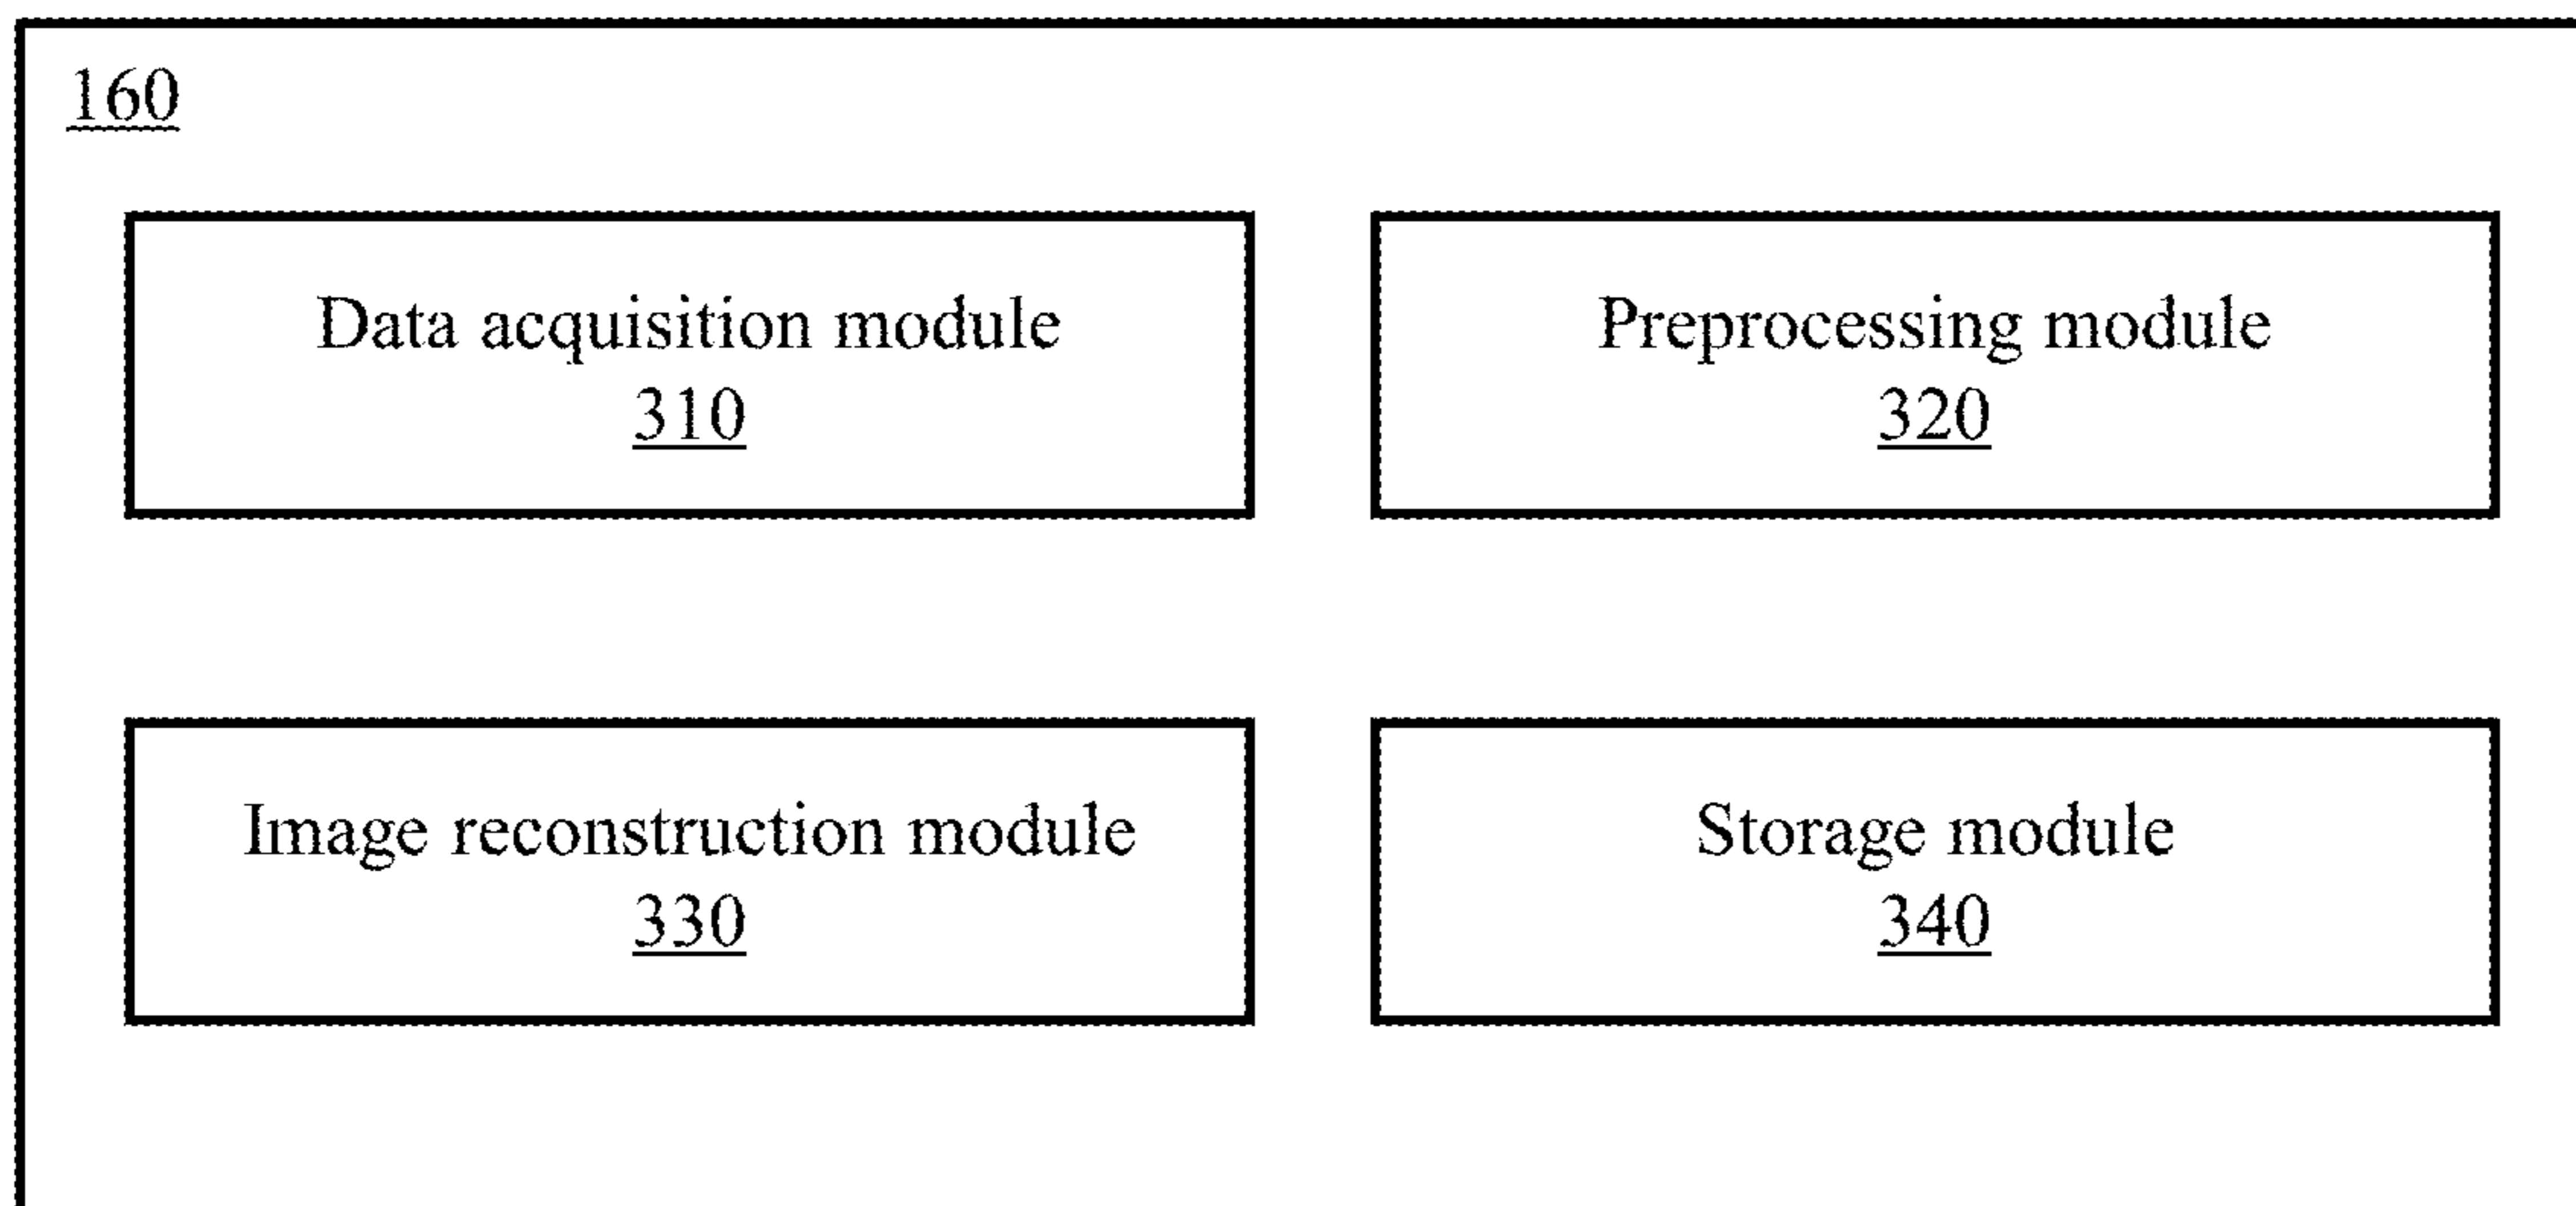 160
Data acquisition module
310
Preprocessing module
320
Image reconstruction module
330
Storage module
340